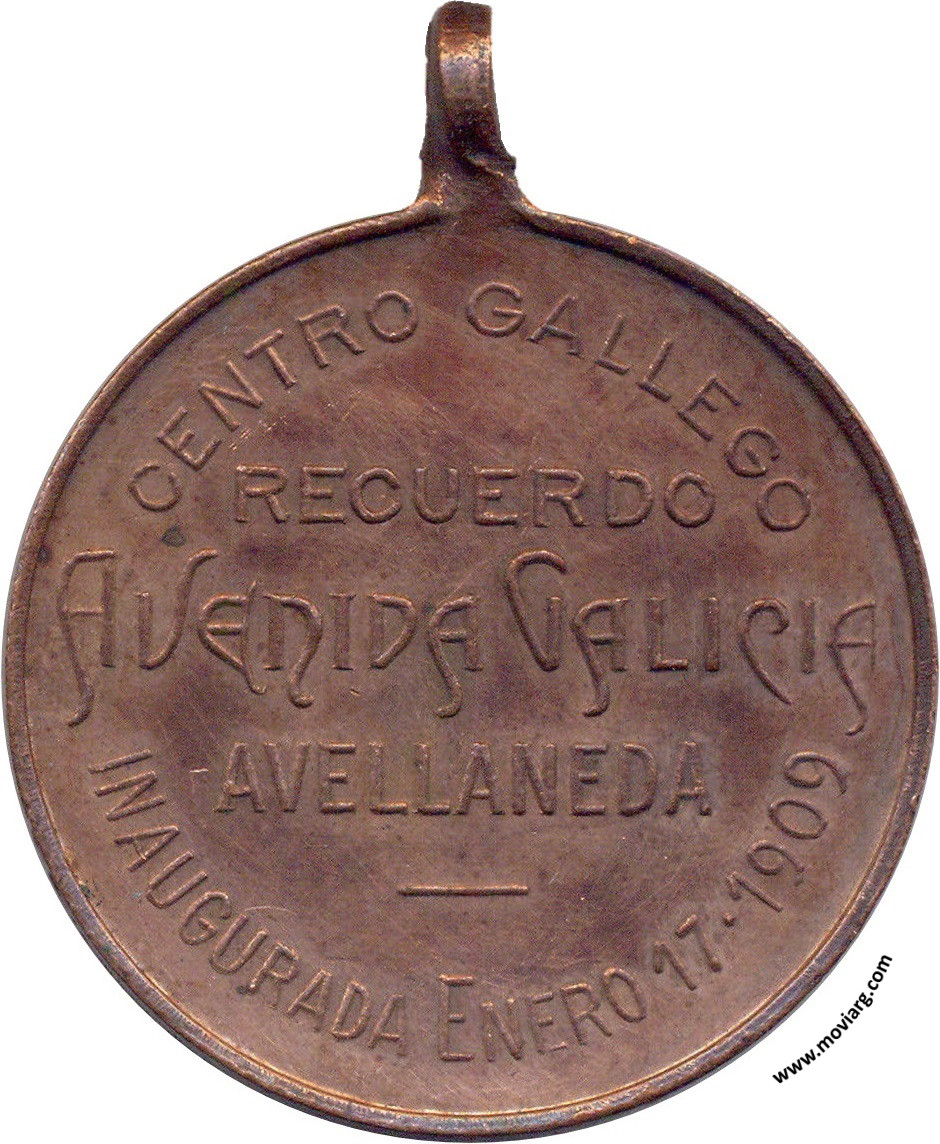 CENTRO GALLEGO
RECUERDO
AVENIDA GALICIA
AVELLANEDA
INAUGURADA ENERO 17·1909
www.moviarg.com